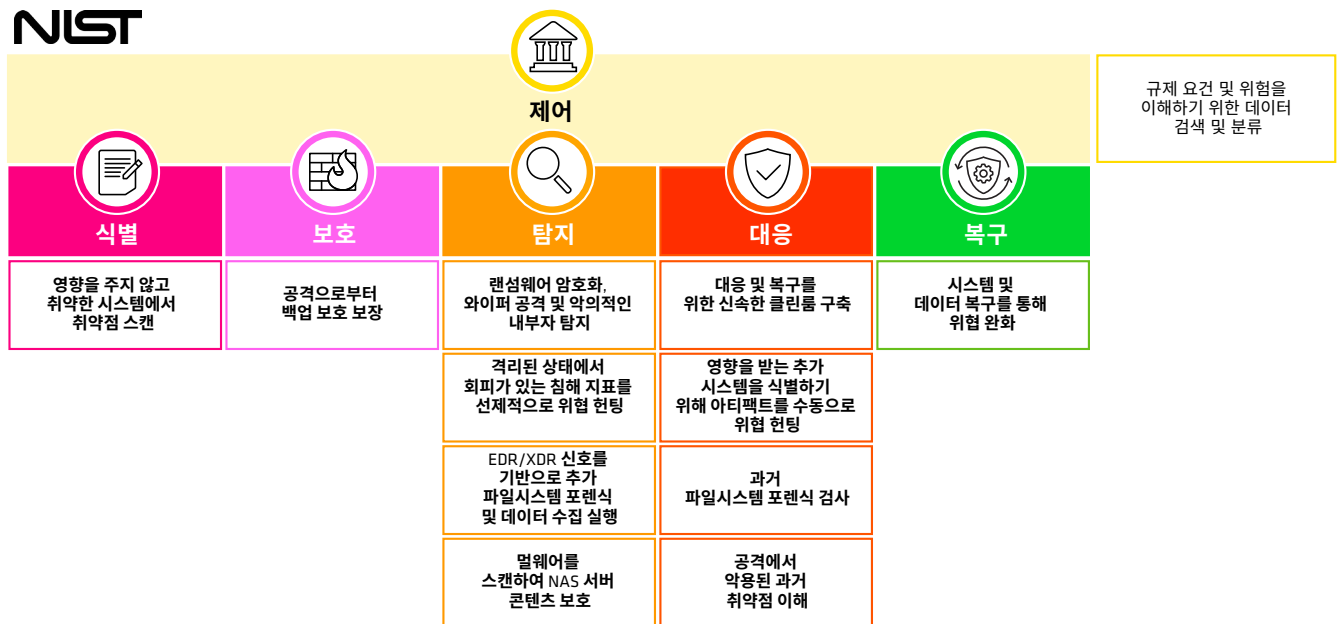 NIST
제어
규제 요건 및 위험을
이해하기 위한 데이터
검색 및 분류
식별
보호
탐지
대응
복구
영향을 주지 않고
취약한 시스템에서
취약점 스캔
공격으로부터
백업 보호 보장
랜섬웨어 암호화,
와이퍼 공격 및 악의적인
내부자 탐지
대응 및 복구를
위한 신속한 클린룸 구축
시스템 및
데이터 복구를 통해
위협 완화
격리된 상태에서
회피가 있는 침해 지표를
선제적으로 위협 헌팅
영향을 받는 추가
시스템을 식별하기
위해 아티팩트를 수동으로
위협 헌팅
EDR/XDR 신호를
기반으로 추가
파일시스템 포렌식
및 데이터 수집 실행
과거
파일시스템 포렌식 검사
멀웨어를
스캔하여 NAS 서버
콘텐츠 보호
공격에서
악용된 과거
취약점 이해